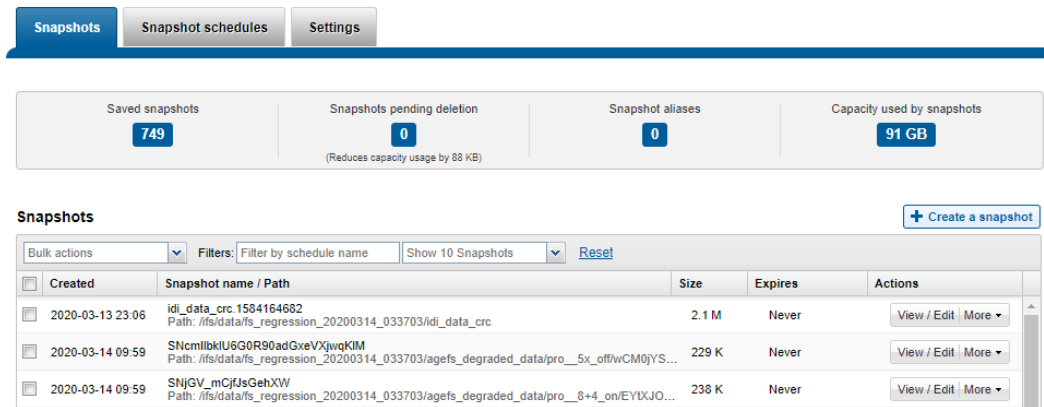 Snapshots Snapshot schedules Settings
Saved snapshots Snapshots pending deletion Snapshot aliases Capacity used by snapshots
749 0 0 91 GB
(Reduces capacity usage by 88 KB)
Snapshots + Create a snapshot
Bulk actions Filters: Filter by schedule name Show 10 Snapshots Reset
Created Snapshot name / Path Size Expires Actions
idi_data_crc.1584164682
2020-03-13 23:06 Path: /ifs/data/fs_regression_20200314_033703/idi_data_crc 2.1 M Never View / Edit More
2020-03-14 09:59 229 K Never View / Edit More
Path: /ifs/data/fs_regression_20200314_033703/agefs_degraded_data/pro__5x_off/wCM0jYS...
SNjGV_mCjfJsGehXW
2020-03-14 09:59 238 K Never View / Edit More
Path: /ifs/data/fs_regression_20200314_033703/agefs_degraded_data/pro__8+4_on/EYtXJO...